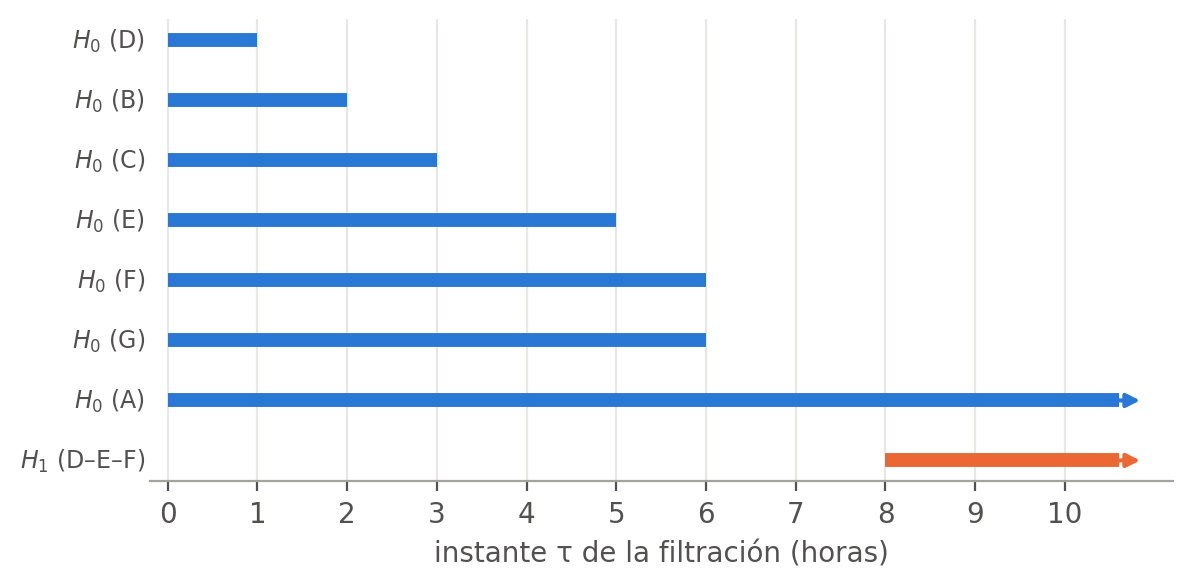 H₀ (D)
H₀ (B)
H₀ (C)
H₀ (E)
H₀ (F)
H₀ (G)
H₀ (A)
H₁ (D–E–F)
0 1 2 3 4 5 6 7 8 9 10
instante τ de la filtración (horas)